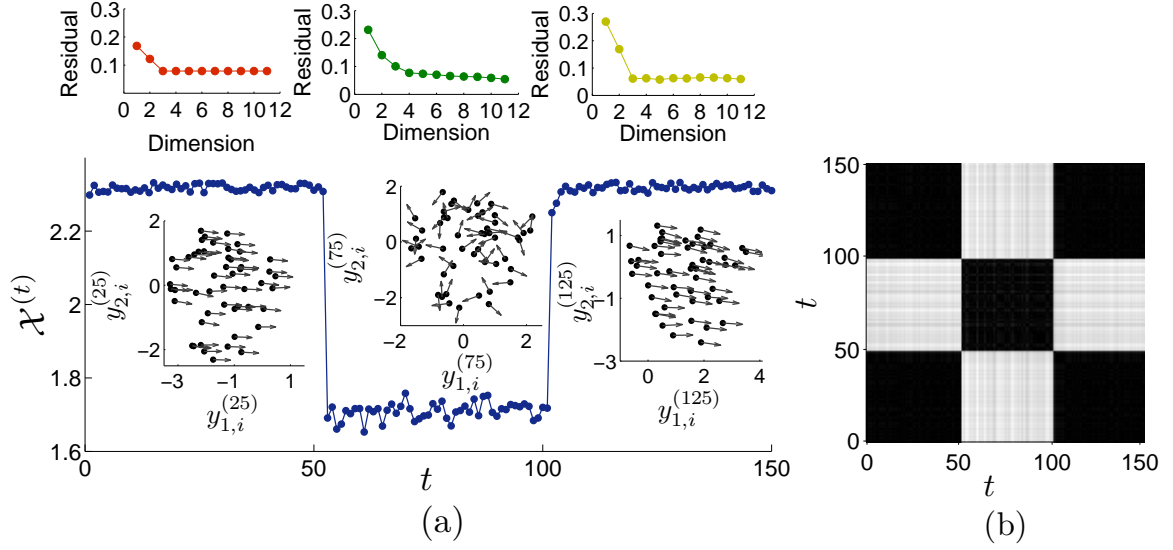 0.3
0.2
0.1
0 2 4 6 8 10 12
Residual
Dimension
0.3
0.2
0.1
0
0 2 4 6 8 10 12
Residual
Dimension
0.3
0.2
0.1
0
0 2 4 6 8 10 12
Residual
Dimension
2.2
2
1.8
1.6
𝒳^(t)
0 50 100 150
t
2
0
−2
−3 −1 1
y_{2,i}^{(25)}
y_{1,i}^{(25)}
2
0
−2
−2 0 2
y_{2,i}^{(75)}
y_{1,i}^{(75)}
1
−1
−3
0 2 4
y_{2,i}^{(125)}
y_{1,i}^{(125)}
(a)
150
100
50
0
t
0 50 100 150
t
(b)